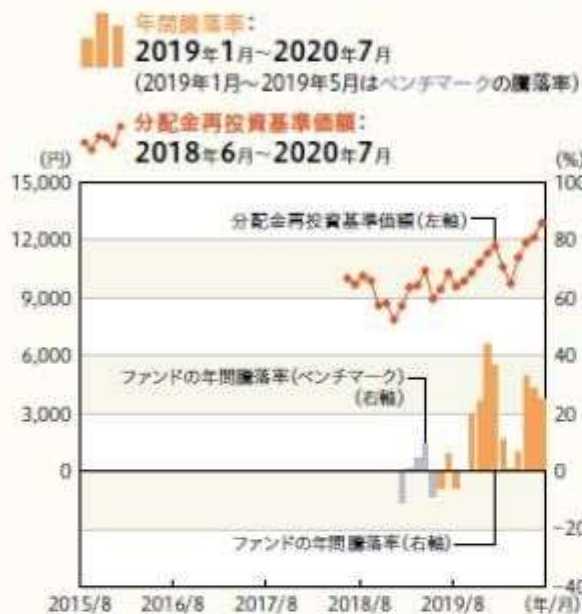 年間騰落率：
2019年1月～2020年7月
(2019年1月～2019年5月はベンチマークの騰落率)
分配金再投資基準価額：
2018年6月～2020年7月
(円)
(%)
15,000
100
分配金再投資基準価額(左軸)
12,000
80
9,000
60
6,000
40
ファンドの年間騰落率(ベンチマーク)
(右軸)
3,000
20
0
0
-20
ファンドの年間騰落率(右軸)
-40
2015/8 2016/8 2017/8 2018/8 2019/8 (年/月)